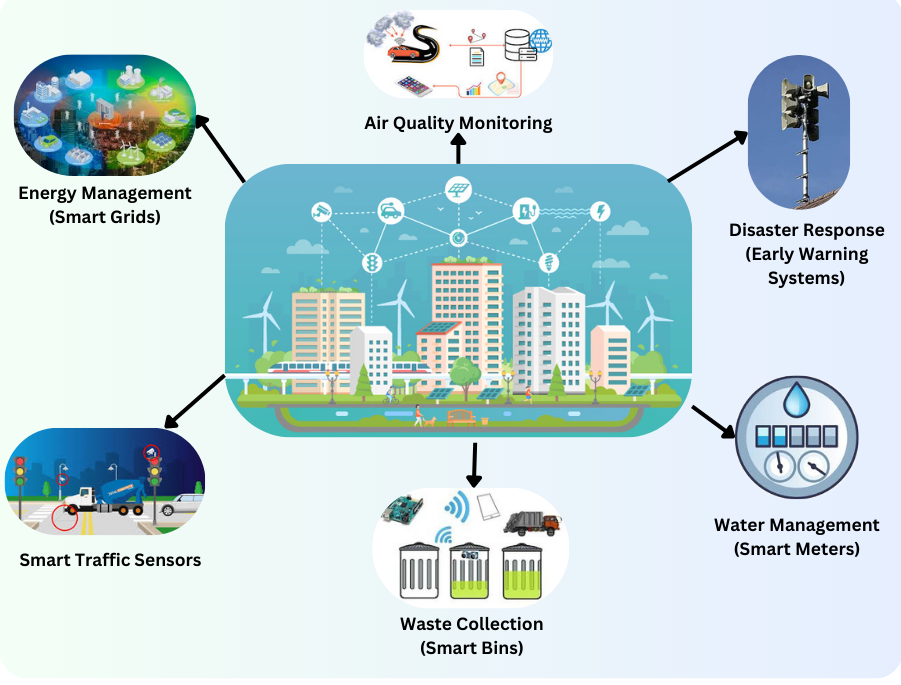 Air Quality Monitoring
Energy Management
(Smart Grids)
Disaster Response
(Early Warning
Systems)
Smart Traffic Sensors
Water Management
(Smart Meters)
Waste Collection
(Smart Bins)